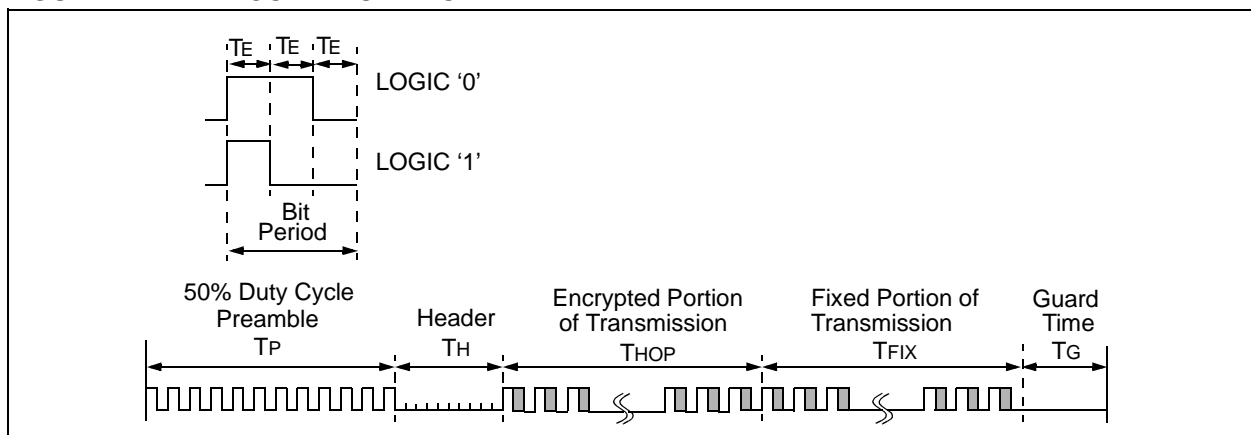 TE TE TE
LOGIC ‘0’
LOGIC ‘1’
Bit
Period
50% Duty Cycle
Preamble
TP
Header
TH
Encrypted Portion
of Transmission
THOP
Fixed Portion of
Transmission
TFIX
Guard
Time
TG